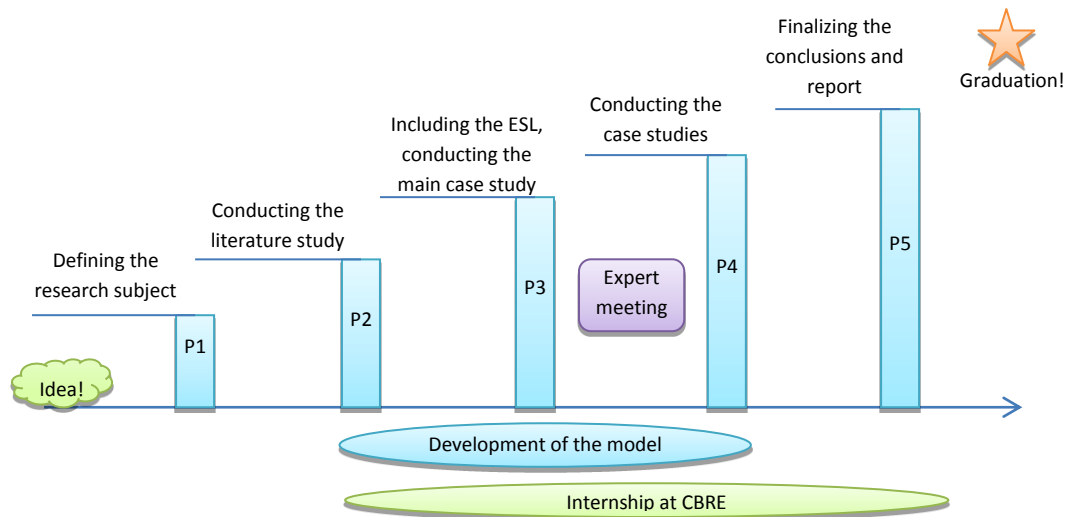 Finalizing the
conclusions and
report
Graduation!
Conducting the
case studies
Including the ESL,
conducting the
main case study
Conducting the
literature study
Defining the
research subject
Idea!
P1
P2
P3
Expert
meeting
P4
P5
Development of the model
Internship at CBRE